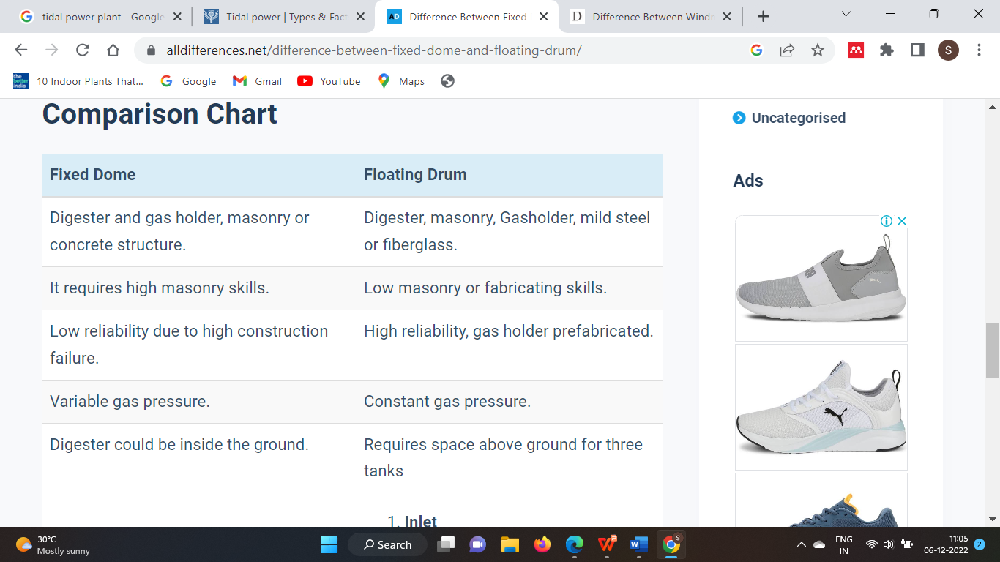 tidal power plant - Google
Tidal power | Types & Fact
Difference Between Fixed
Difference Between Windm
alldifferences.net/difference-between-fixed-dome-and-floating-drum/
S
the better india
10 Indoor Plants That...
Google
Gmail
YouTube
Maps
Comparison Chart
Fixed Dome
Floating Drum
Digester and gas holder, masonry or
concrete structure.
Digester, masonry, Gasholder, mild steel
or fiberglass.
It requires high masonry skills.
Low masonry or fabricating skills.
Low reliability due to high construction
failure.
High reliability, gas holder prefabricated.
Variable gas pressure.
Constant gas pressure.
Digester could be inside the ground.
Requires space above ground for three
tanks
1. Inlet
Uncategorised
Ads
30°C
Mostly sunny
Search
ENG
IN
11:05
06-12-2022
2